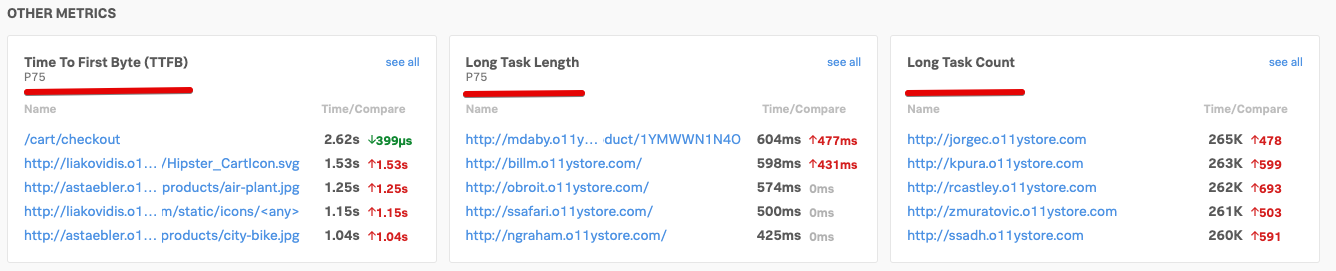 OTHER METRICS
Time To First Byte (TTFB) see all
P75
Name Time/Compare
/cart/checkout 2.62s ↓399µs
http://liakovidis.o1... ∶/Hipster_CartIcon.svg 1.53s ↑1.53s
http://astaebler.o1... products/air-plant.jpg 1.25s ↑1.25s
http://liakovidis.o1... m/static/icons/<any> 1.15s ↑1.15s
http://astaebler.o1... products/city-bike.jpg 1.04s ↑1.04s
Long Task Length see all
P75
Name Time/Compare
http://mdaby.o11y... duct/1YMWWN1N4O 604ms ↑477ms
http://billm.o11ystore.com/ 598ms ↑431ms
http://obroit.o11ystore.com/ 574ms 0ms
http://ssafari.o11ystore.com/ 500ms 0ms
http://ngraham.o11ystore.com/ 425ms 0ms
Long Task Count see all
Name Time/Compare
http://jorgec.o11ystore.com 265K ↑478
http://kpura.o11ystore.com 263K ↑599
http://rcastley.o11ystore.com 262K ↑693
http://zmuratovic.o11ystore.com 261K ↑503
http://ssadh.o11ystore.com 260K ↑591